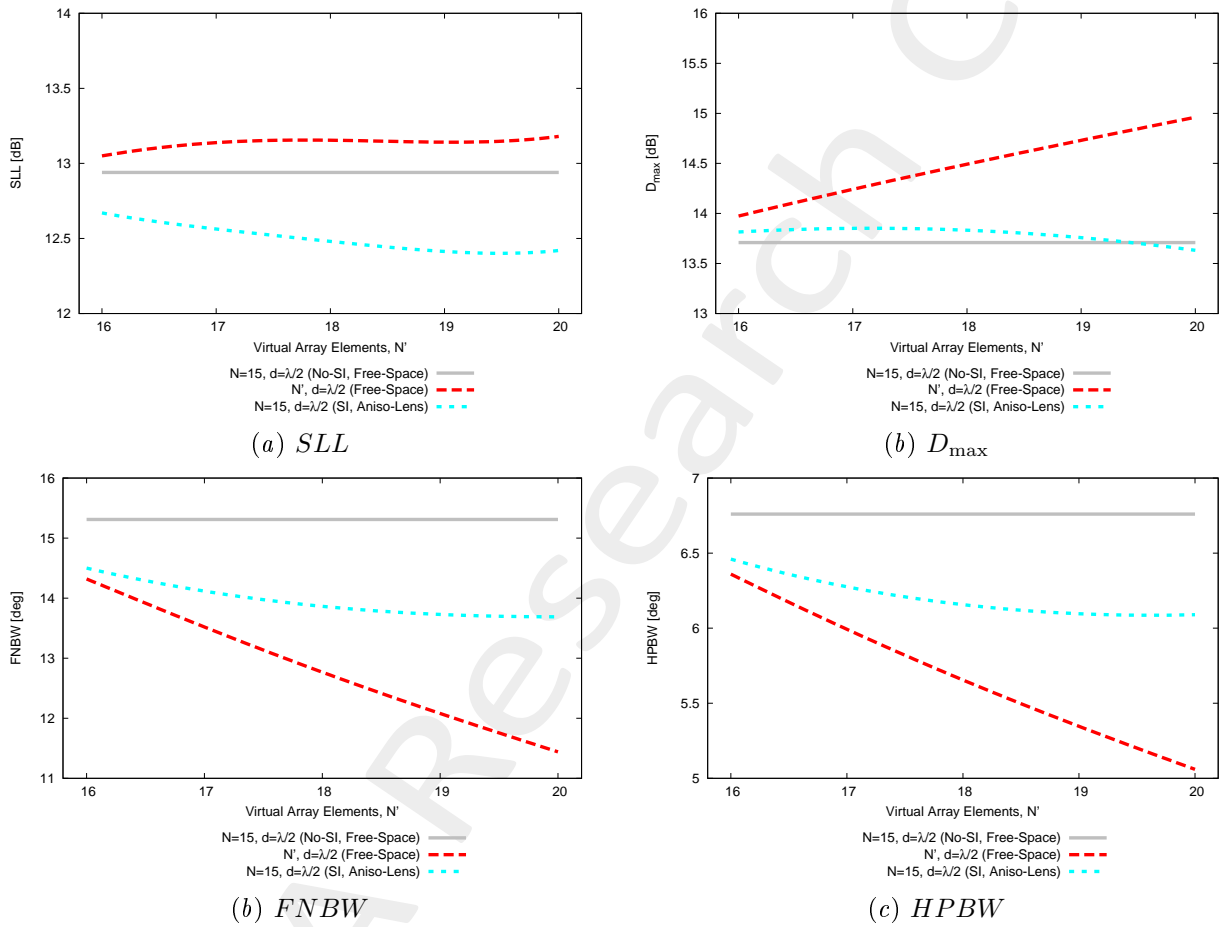 14
13.5
13
12.5
12
SLL [dB]
16 17 18 19 20
Virtual Array Elements, N'
N=15, d=λ/2 (No-SI, Free-Space)
N', d=λ/2 (Free-Space)
N=15, d=λ/2 (SI, Aniso-Lens)
(a) SLL
16
15.5
15
14.5
14
13.5
13
Dmax [dB]
16 17 18 19 20
Virtual Array Elements, N'
N=15, d=λ/2 (No-SI, Free-Space)
N', d=λ/2 (Free-Space)
N=15, d=λ/2 (SI, Aniso-Lens)
(b) Dmax
16
15
14
13
12
11
FNBW [deg]
16 17 18 19 20
Virtual Array Elements, N'
N=15, d=λ/2 (No-SI, Free-Space)
N', d=λ/2 (Free-Space)
N=15, d=λ/2 (SI, Aniso-Lens)
(b) FNBW
7
6.5
6
5.5
5
HPBW [deg]
16 17 18 19 20
Virtual Array Elements, N'
N=15, d=λ/2 (No-SI, Free-Space)
N', d=λ/2 (Free-Space)
N=15, d=λ/2 (SI, Aniso-Lens)
(c) HPBW
Research